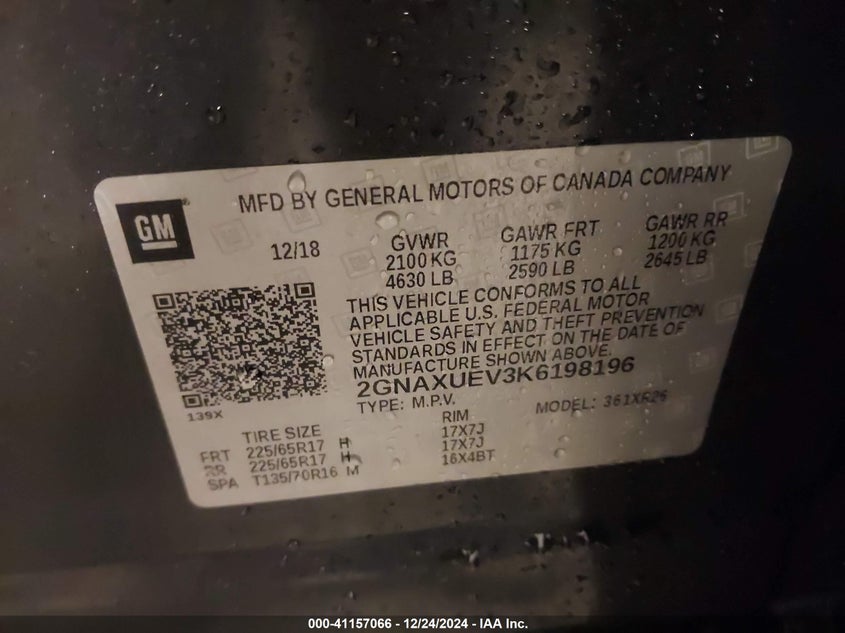 MFD BY GENERAL MOTORS OF CANADA COMPANY
GM
12/18 GVWR GAWR FRT GAWR RR
2100 KG 1175 KG 1200 KG
4630 LB 2590 LB 2645 LB
THIS VEHICLE CONFORMS TO ALL
APPLICABLE U.S. FEDERAL MOTOR
VEHICLE SAFETY AND THEFT PREVENTION
STANDARDS IN EFFECT ON THE DATE OF
MANUFACTURE SHOWN ABOVE.
2GNAXUEV3K6198196
TYPE: M.P.V. MODEL: 361XR26
139X
TIRE SIZE RIM
FRT 225/65R17 H 17X7J
RR 225/65R17 H 17X7J
SPA T135/70R16 M 16X4BT
000-41157066 - 12/24/2024 - IAA Inc.